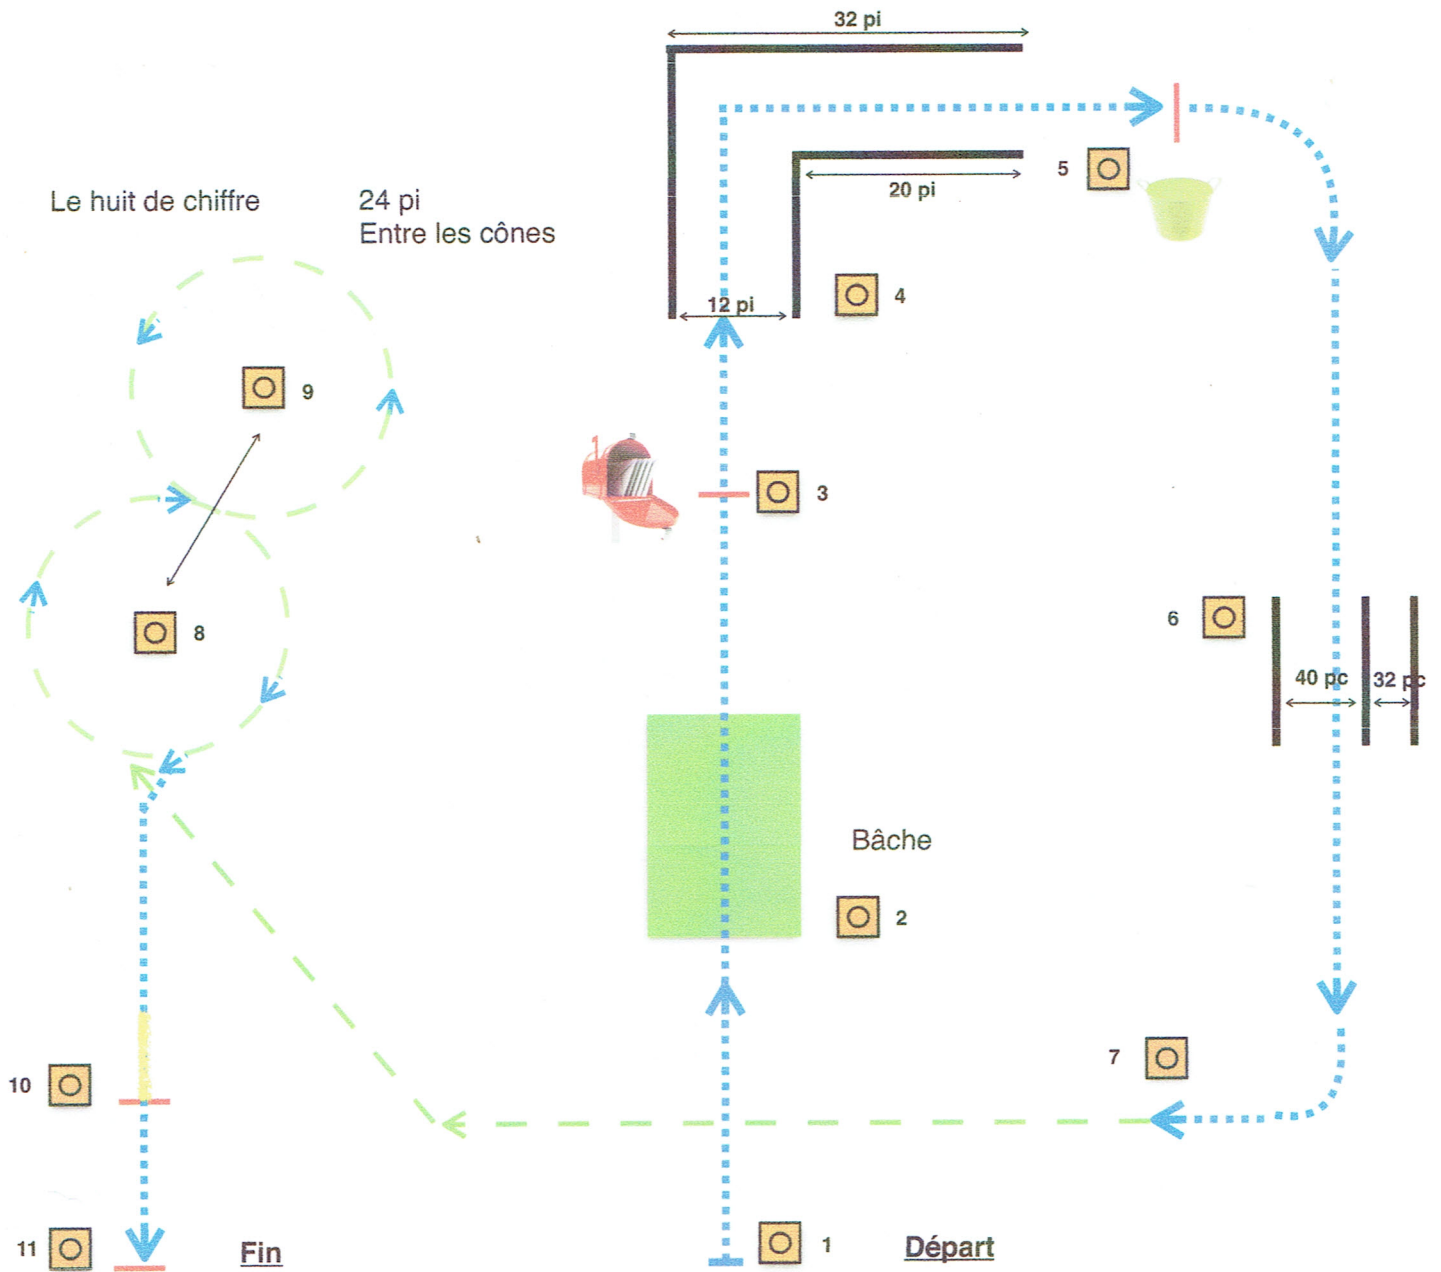 32 pi
20 pi
5
Le huit de chiffre
24 pi
Entre les cônes
12 pi
4
9
3
8
6
40 pc
32 pc
Bâche
2
7
10
11
Fin
1
Départ